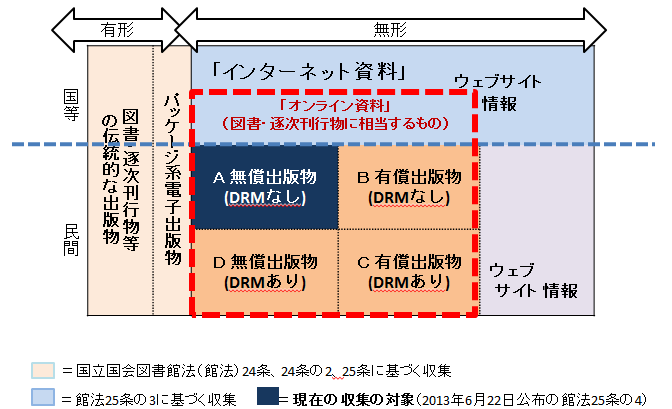 有形
無形
国等
民間
図書・逐次刊行物等
の伝統的な出版物
パッケージ系電子出版物
「インターネット資料」
ウェブサイト
情報
「オンライン資料」
(図書・逐次刊行物に相当するもの)
A 無償出版物
(DRMなし)
B 有償出版物
(DRMなし)
D 無償出版物
(DRMあり)
C 有償出版物
(DRMあり)
ウェブ
サイト情報
=国立国会図書館法(館法)24条、24条の2、25条に基づく収集
=館法25条の3に基づく収集
=現在の収集の対象(2013年6月22日公布の館法25条の4)